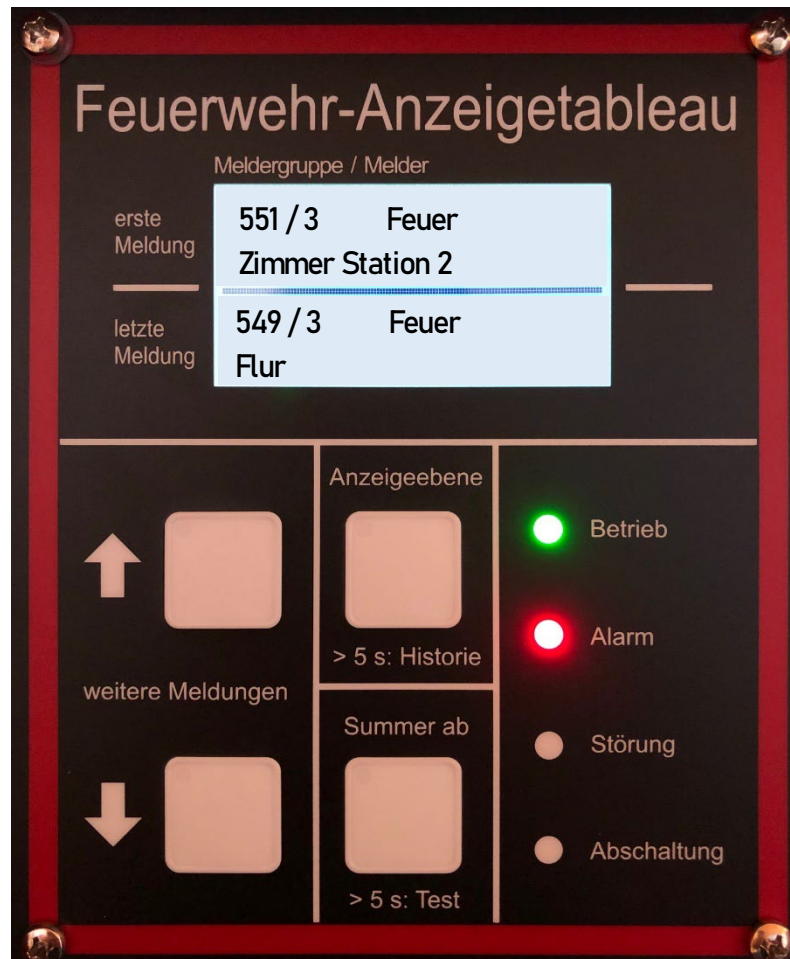 Feuerwehr-Anzeigetableau
Meldergruppe / Melder
erste
Meldung
551 / 3 Feuer
Zimmer Station 2
letzte
Meldung
549 / 3 Feuer
Flur
Anzeigeebene
> 5 s: Historie
weitere Meldungen
Summer ab
> 5 s: Test
Betrieb
Alarm
Störung
Abschaltung